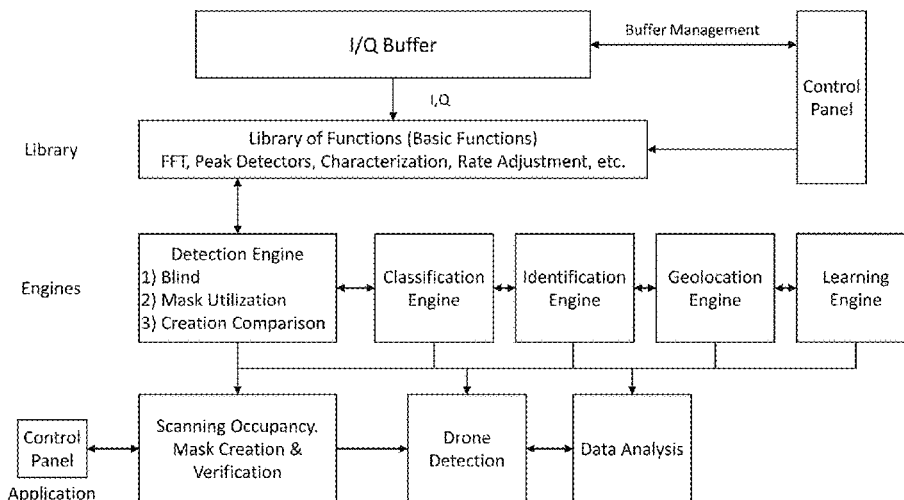 I/Q Buffer
Buffer Management
Control
Panel
I,Q
Library
Library of Functions (Basic Functions)
FFT, Peak Detectors, Characterization, Rate Adjustment, etc.
Engines
Detection Engine
1) Blind
2) Mask Utilization
3) Creation Comparison
Classification
Engine
Identification
Engine
Geolocation
Engine
Learning
Engine
Control
Panel
Application
Scanning Occupancy.
Mask Creation &
Verification
Drone
Detection
Data Analysis